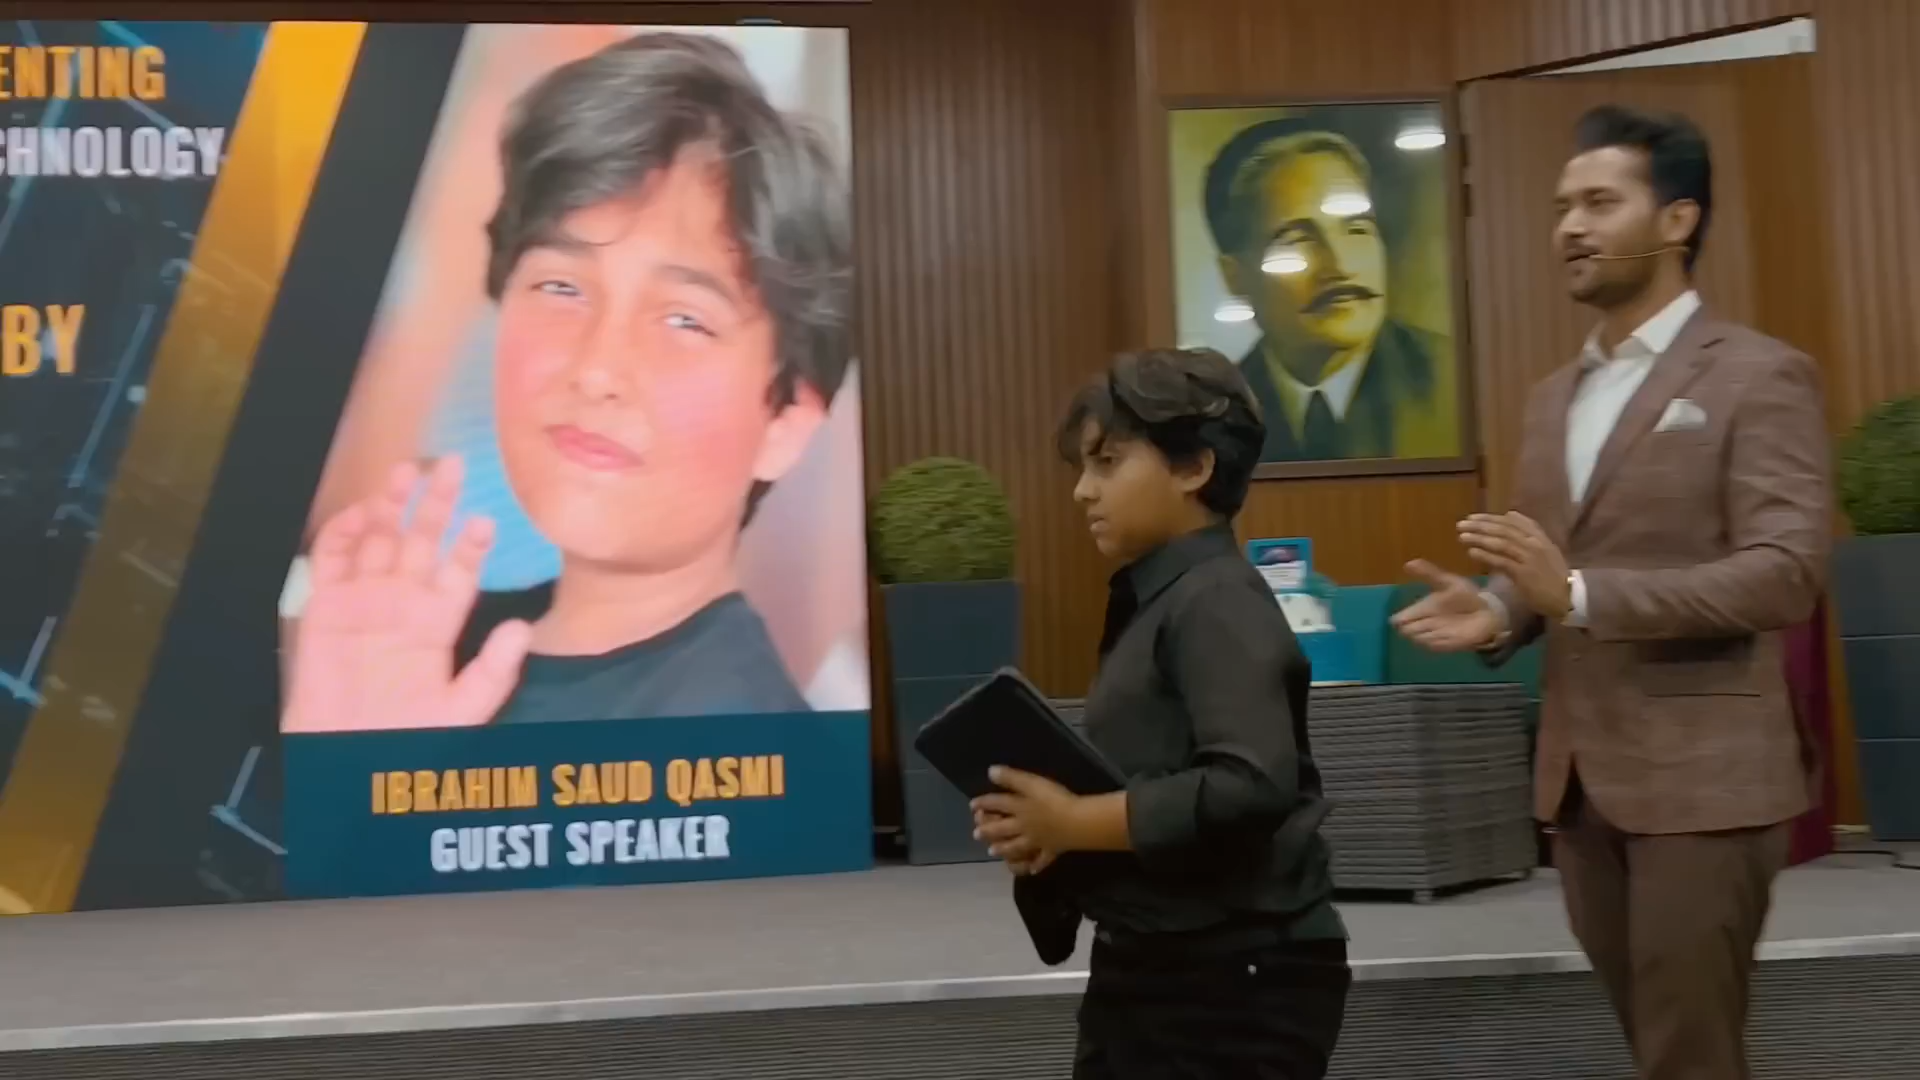 ENTING
CHNOLOGY
BY
IBRAHIM SAUD QASMI
GUEST SPEAKER